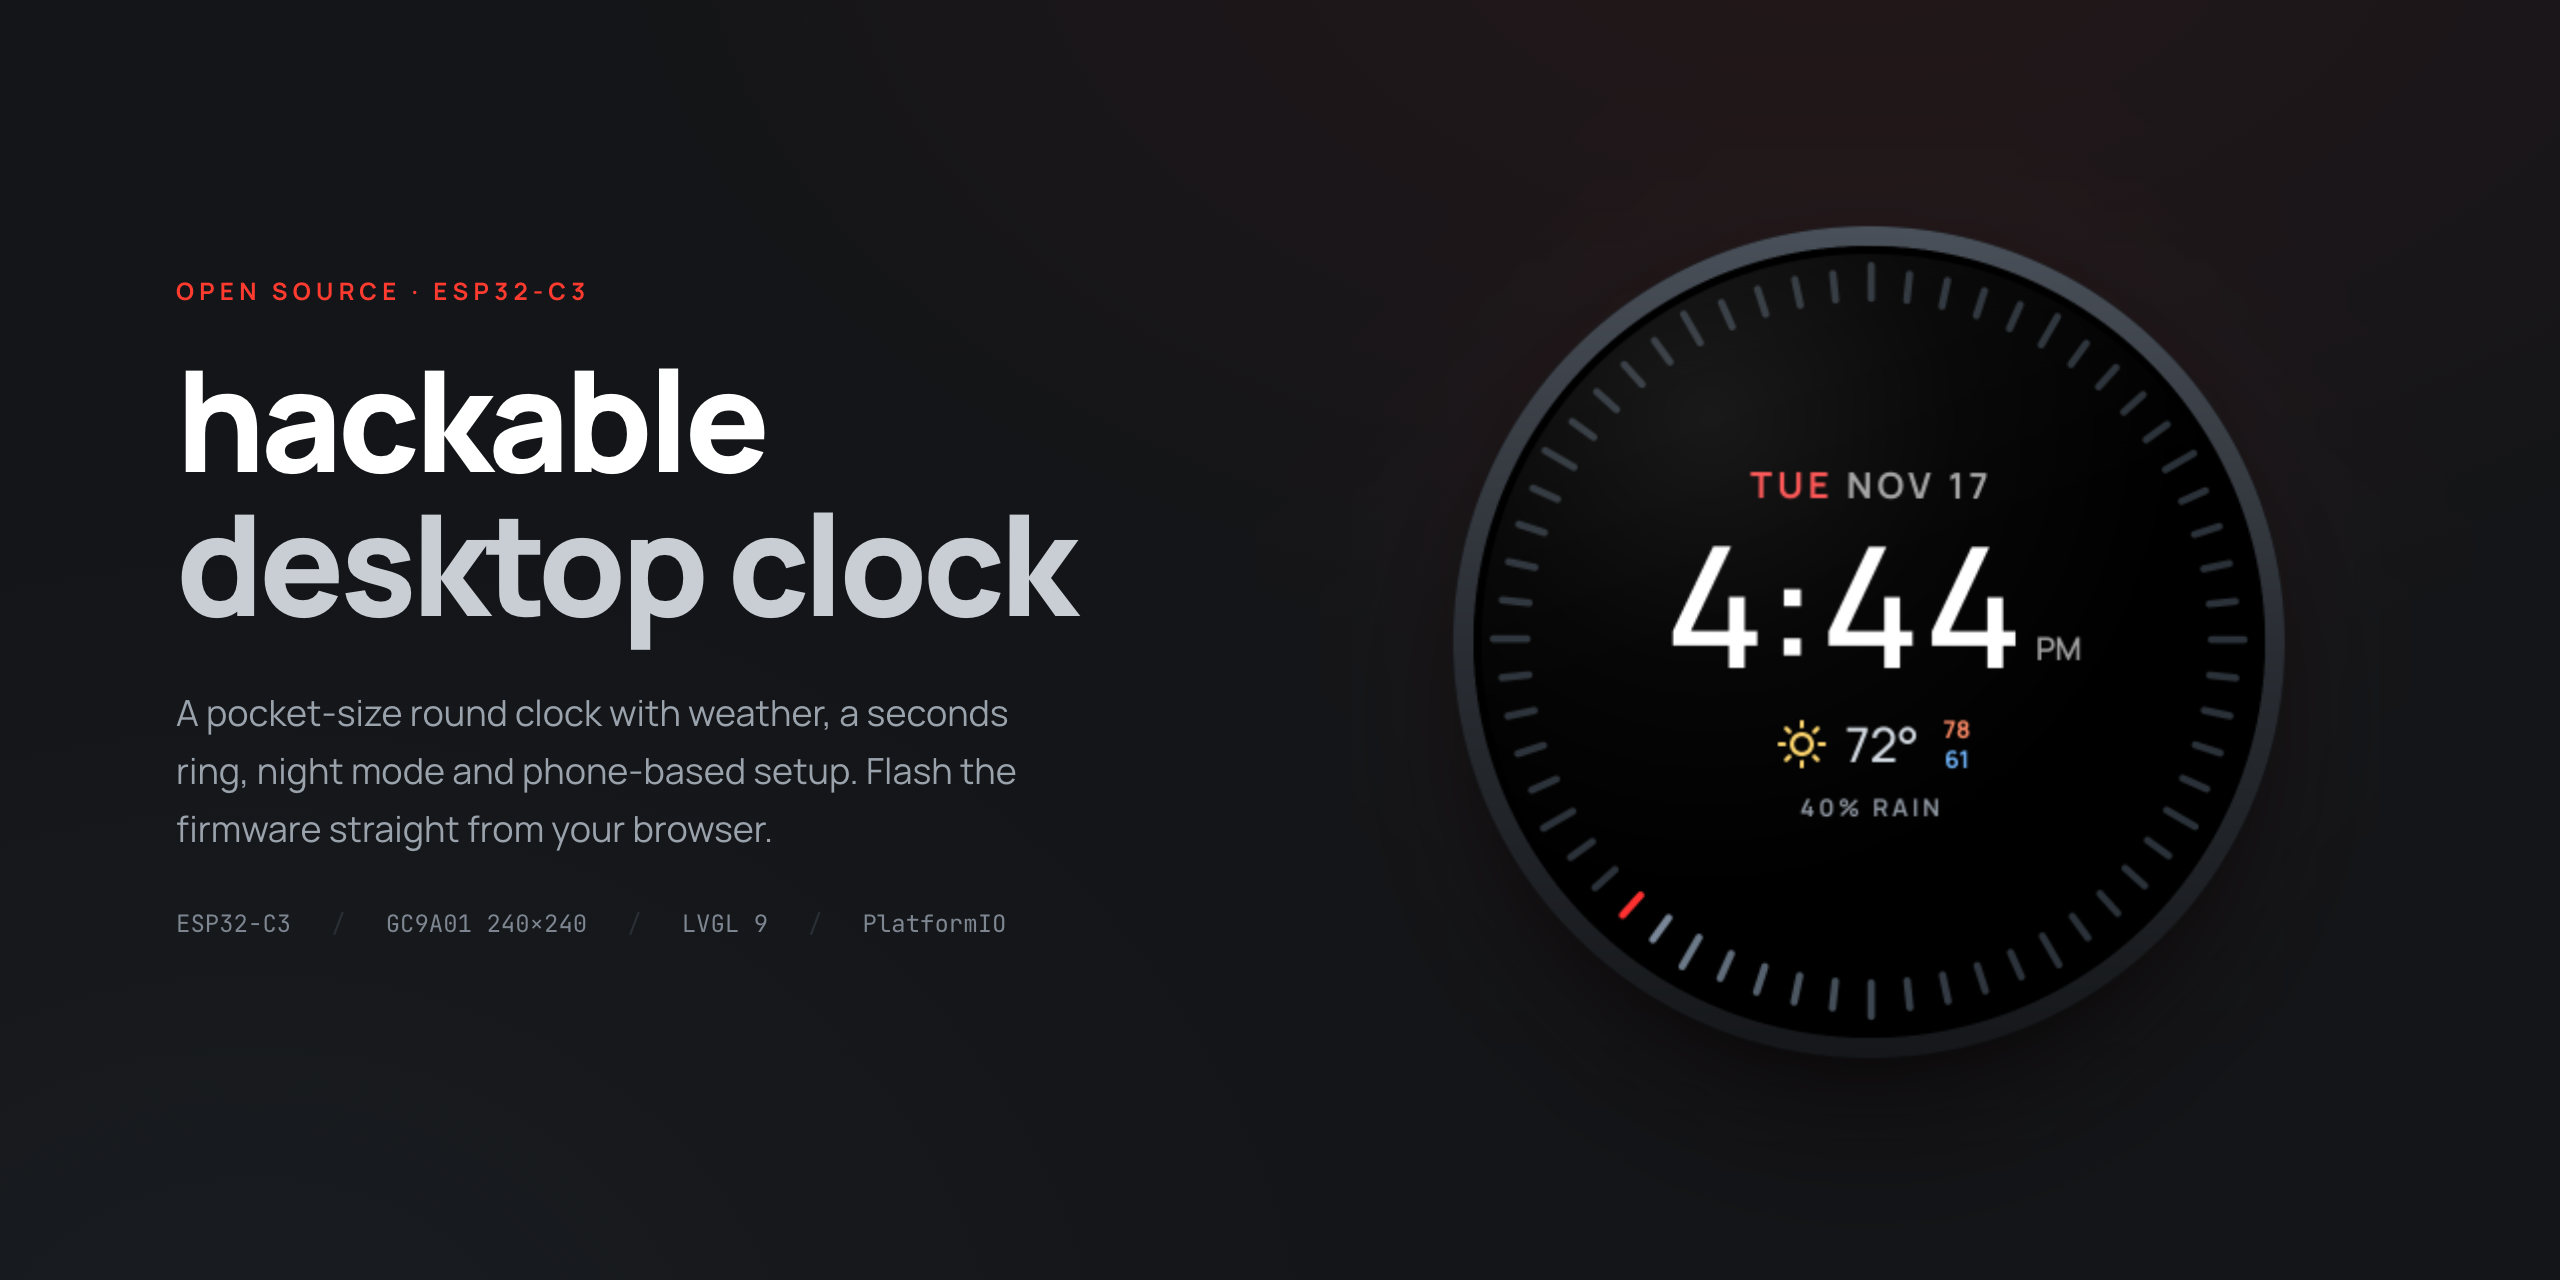 OPEN SOURCE · ESP32-C3
hackable
desktop clock
A pocket-size round clock with weather, a seconds
ring, night mode and phone-based setup. Flash the
firmware straight from your browser.
ESP32-C3 / GC9A01 240×240 / LVGL 9 / PlatformIO
TUE NOV 17
4:44 PM
72° 78
61
40% RAIN